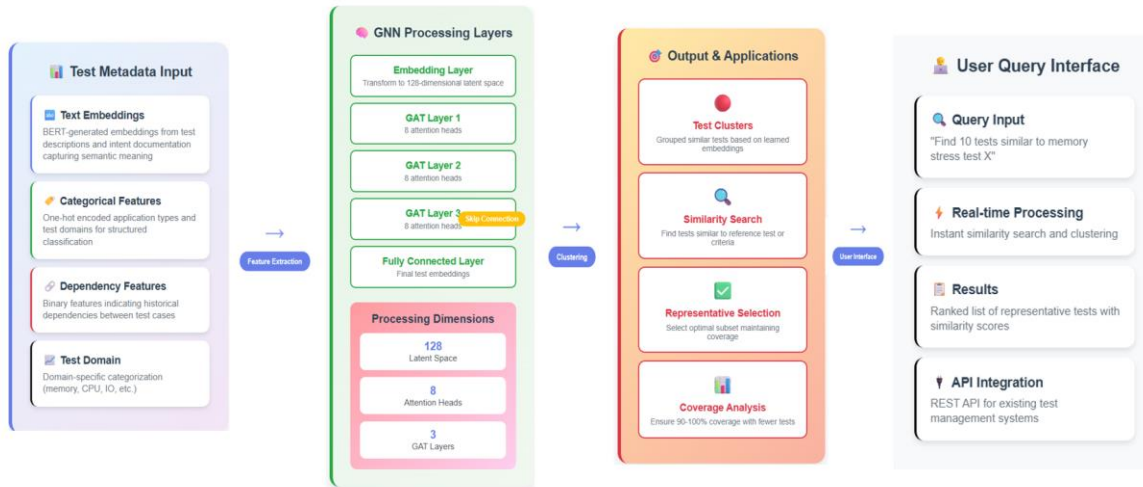 Test Metadata Input
Text Embeddings
BERT-generated embeddings from test
descriptions and intent documentation
capturing semantic meaning
Categorical Features
One-hot encoded application types and
test domains for structured
classification
Dependency Features
Binary features indicating historical
dependencies between test cases
Test Domain
Domain-specific categorization
(memory, CPU, IO, etc.)
→
Feature Extraction
GNN Processing Layers
Embedding Layer
Transform to 128-dimensional latent space
GAT Layer 1
8 attention heads
GAT Layer 2
8 attention heads
GAT Layer 3
8 attention heads
Skip Connection
Fully Connected Layer
Final test embeddings
Processing Dimensions
128
Latent Space
8
Attention Heads
3
GAT Layers
→
Clustering
Output & Applications
Test Clusters
Grouped similar tests based on learned
embeddings
Similarity Search
Find tests similar to reference test or
criteria
Representative Selection
Select optimal subset maintaining
coverage
Coverage Analysis
Ensure 90-100% coverage with fewer tests
→
User Interface
User Query Interface
Query Input
"Find 10 tests similar to memory
stress test X"
Real-time Processing
Instant similarity search and clustering
Results
Ranked list of representative tests with
similarity scores
API Integration
REST API for existing test
management systems